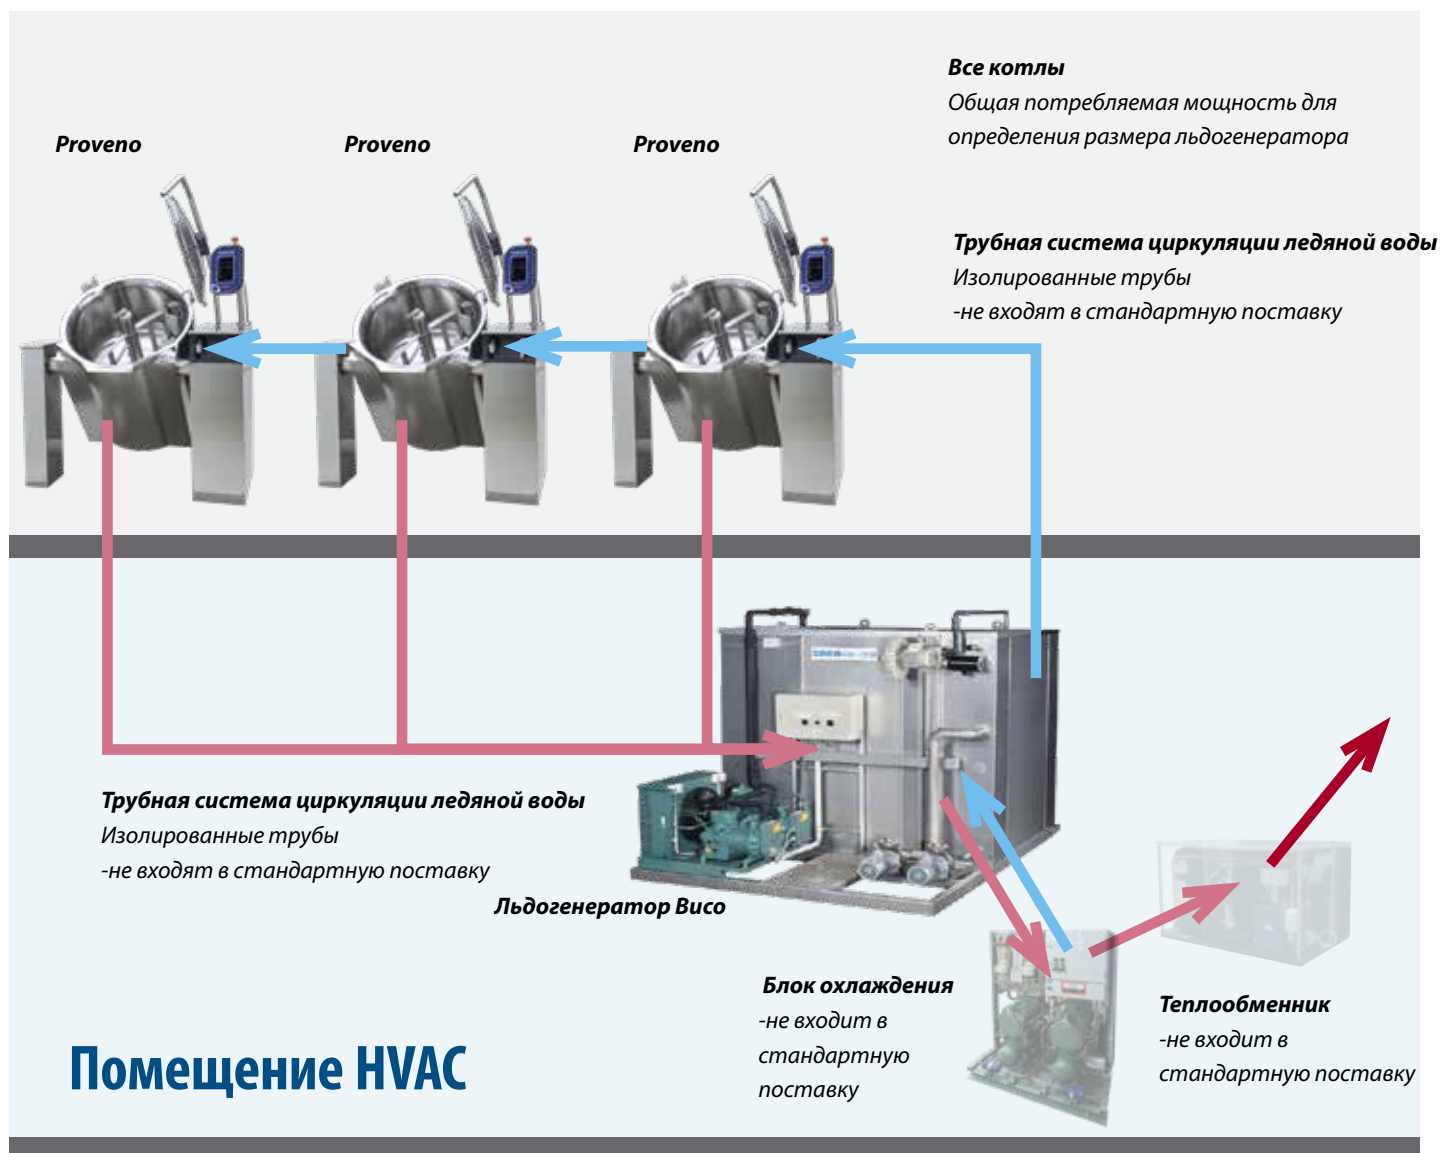 Все котлы
Общая потребляемая мощность для
определения размера льдогенератора
Proveno
Proveno
Proveno
Трубная система циркуляции ледяной воды
Изолированные трубы
-не входят в стандартную поставку
Трубная система циркуляции ледяной воды
Изолированные трубы
-не входят в стандартную поставку
Льдогенератор Buco
Блок охлаждения
-не входит в
стандартную
поставку
Теплообменник
-не входит в
стандартную поставку
Помещение HVAC